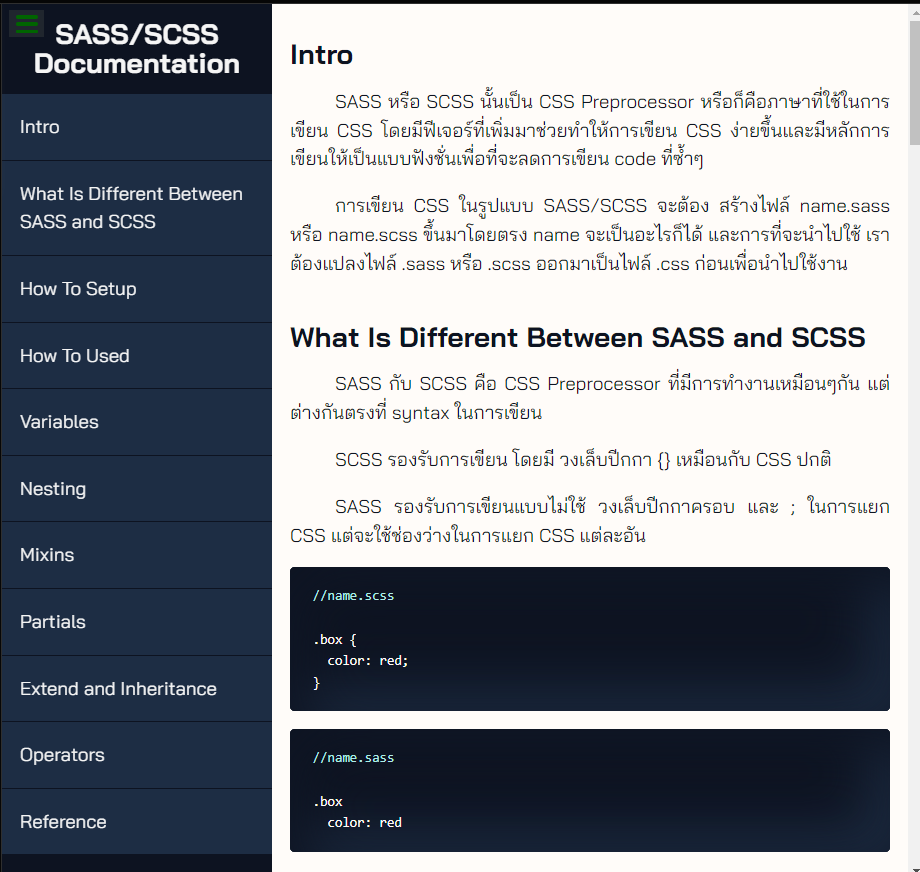 SASS/SCSS
Documentation
Intro
What Is Different Between
SASS and SCSS
How To Setup
How To Used
Variables
Nesting
Mixins
Partials
Extend and Inheritance
Operators
Reference
Intro
SASS หรือ SCSS นั้นเป็น CSS Preprocessor หรือก็คือภาษาที่ใช้ในการ
เขียน CSS โดยมีฟีเจอร์ที่เพิ่มมาช่วยทำให้การเขียน CSS ง่ายขึ้นและมีหลักการ
เขียนให้เป็นแบบฟังชั่นเพื่อที่จะลดการเขียน code ที่ซ้ำๆ
การเขียน CSS ในรูปแบบ SASS/SCSS จะต้อง สร้างไฟล์ name.sass
หรือ name.scss ขึ้นมาโดยตรง name จะเป็นอะไรก็ได้ และการที่จะนำไปใช้ เรา
ต้องแปลงไฟล์ .sass หรือ .scss ออกมาเป็นไฟล์ .css ก่อนเพื่อนำไปใช้งาน
What Is Different Between SASS and SCSS
SASS กับ SCSS คือ CSS Preprocessor ที่มีการทำงานเหมือนๆกัน แต่
ต่างกันตรงที่ syntax ในการเขียน
SCSS รองรับการเขียน โดยมี วงเล็บปีกกา {} เหมือนกับ CSS ปกติ
SASS รองรับการเขียนแบบไม่ใช้ วงเล็บปีกกาครอบ และ ; ในการแยก
CSS แต่จะใช้ช่องว่างในการแยก CSS แต่ละอัน
//name.scss
.box {
color: red;
}
//name.sass
.box
color: red